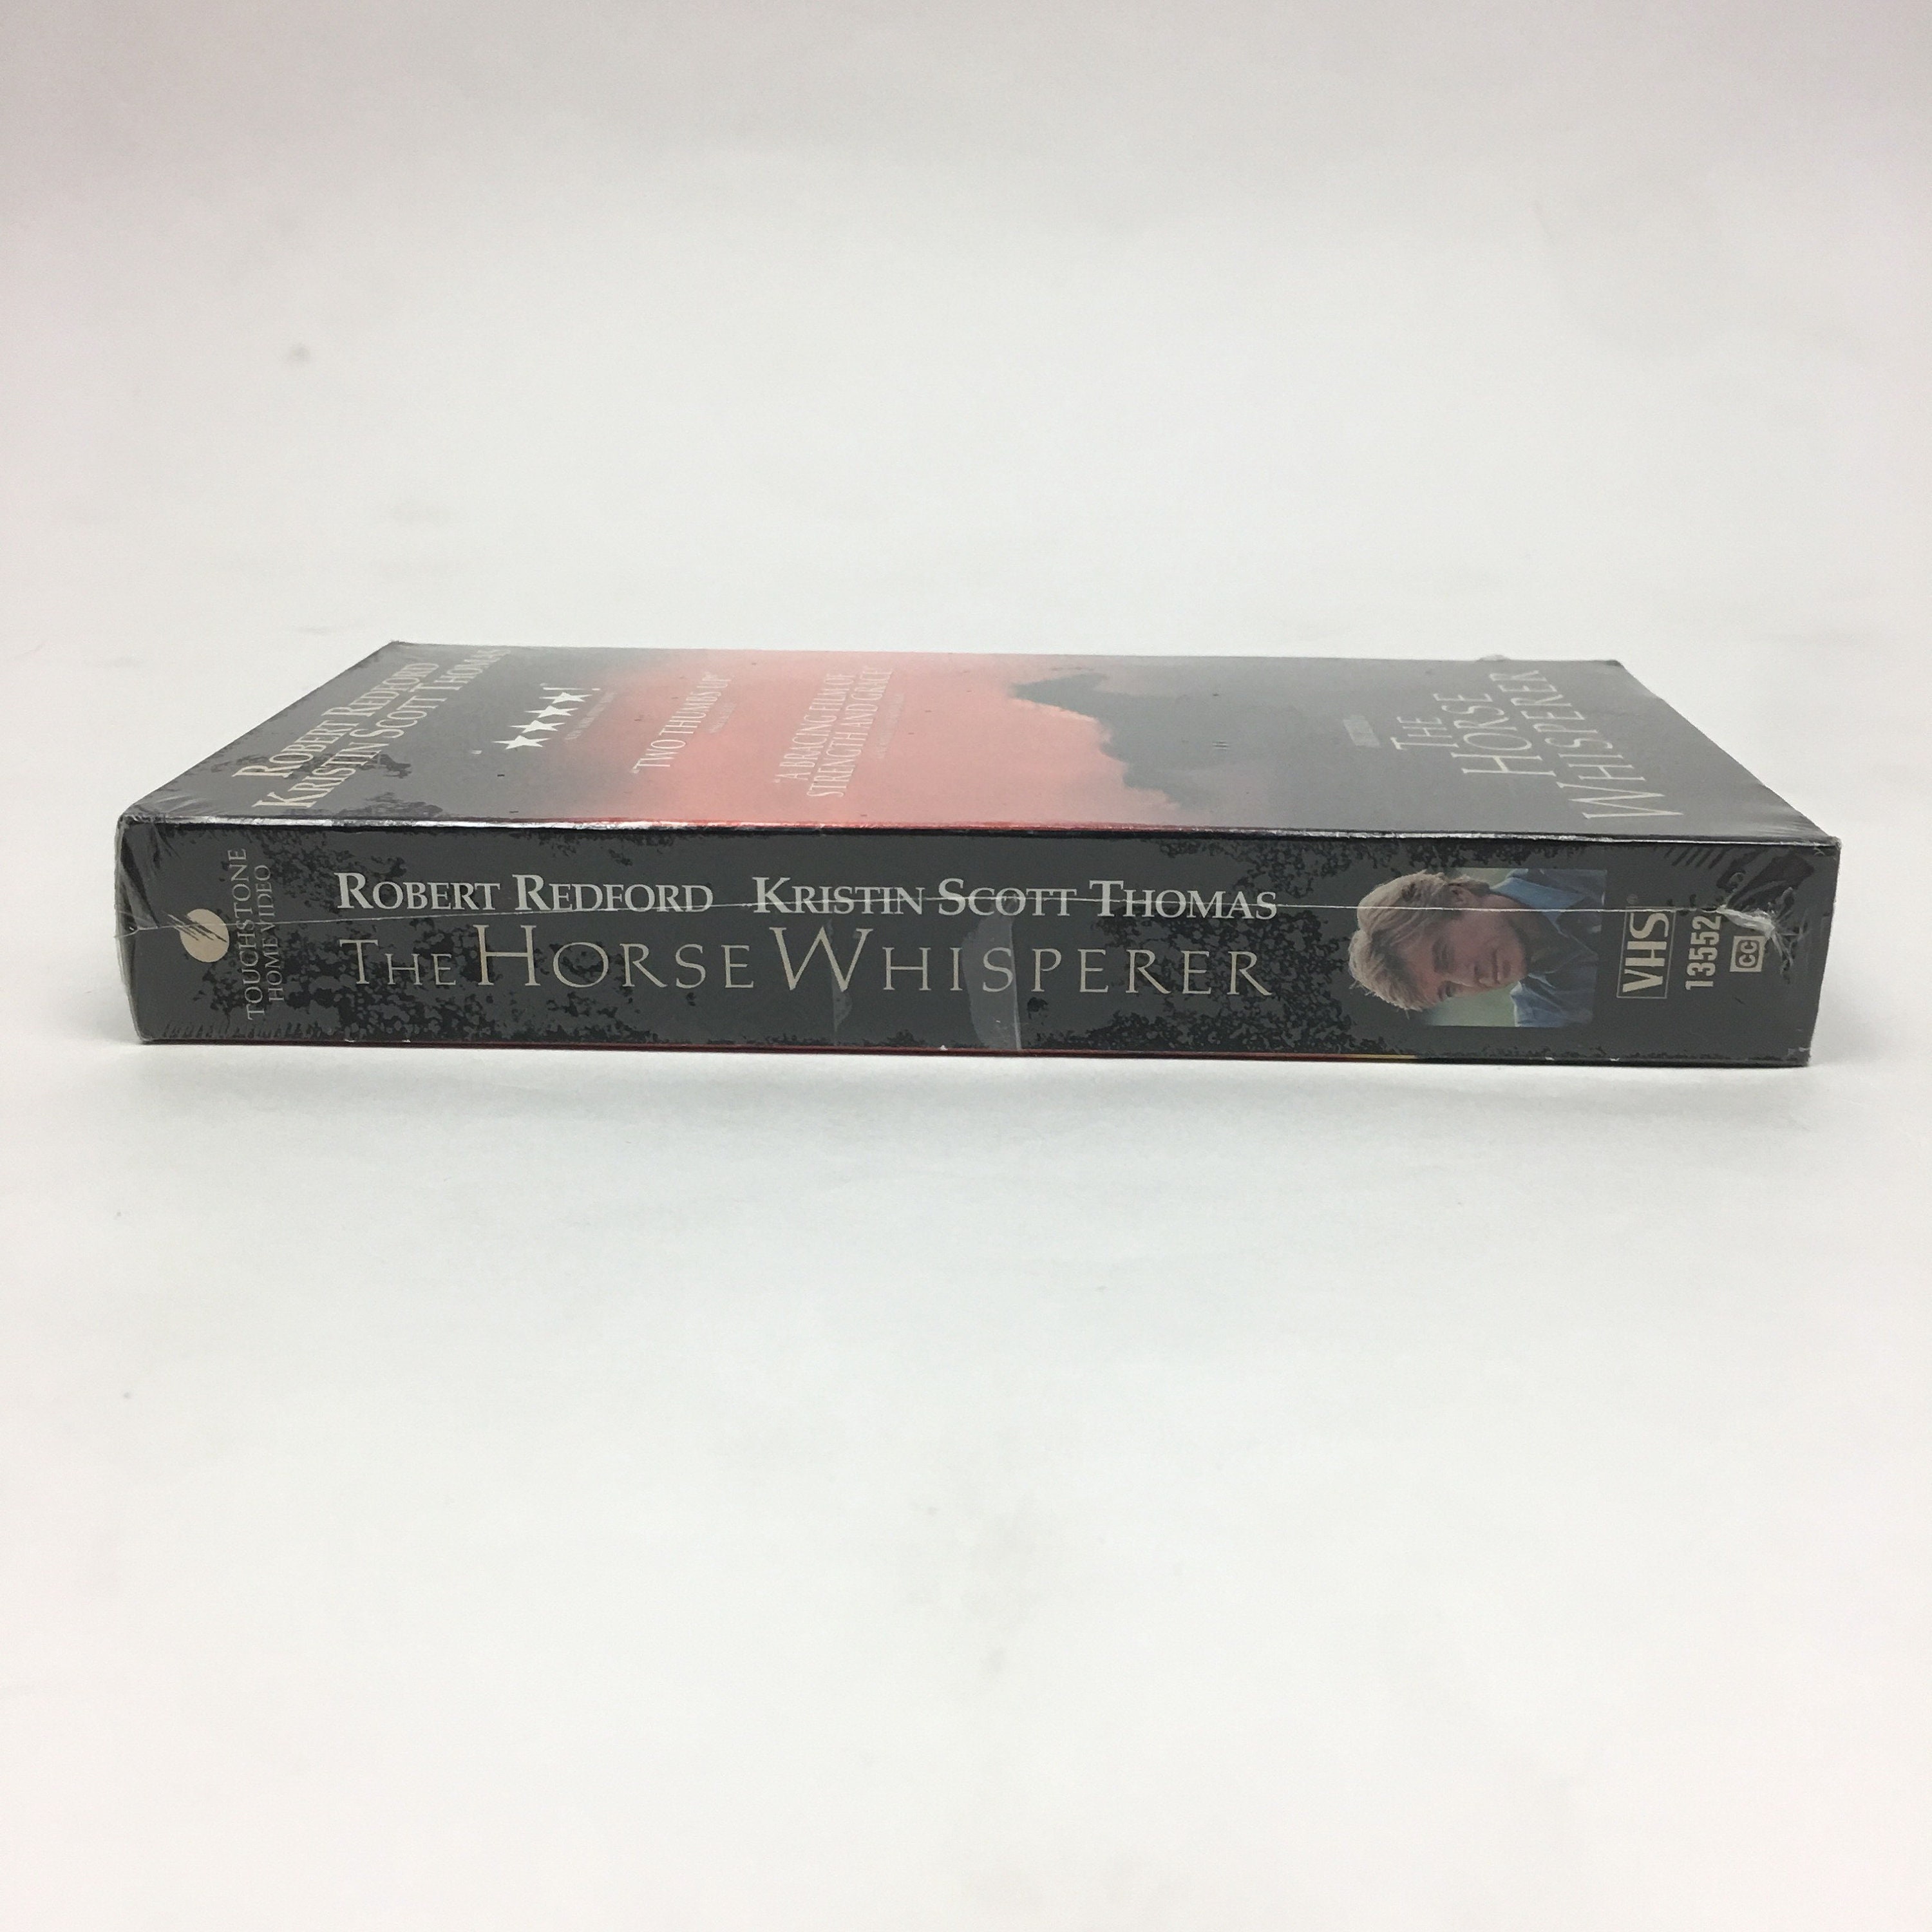 ROBERT REDFORD
KRISTIN SCOTT THOMAS
"TWO THUMBS UP!"
"A BRACING FILM OF
STRENGTH AND GRACE!"
THE
HORSE
WHISPERER
TOUCHSTONE
HOME VIDEO
ROBERT REDFORD KRISTIN SCOTT THOMAS
THE HORSE WHISPERER
VHS
13552
CC